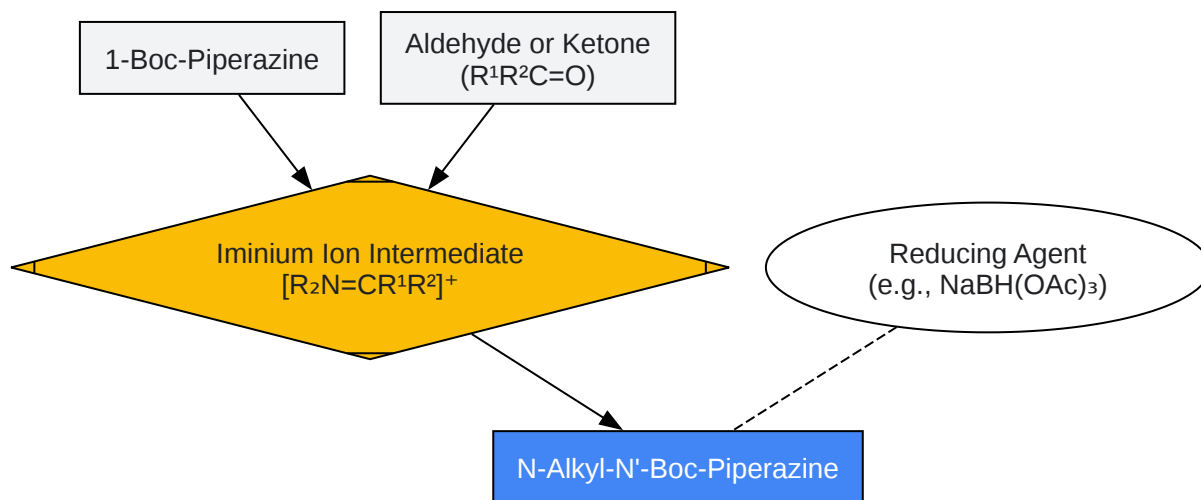 1-Boc-Piperazine
Aldehyde or Ketone
(R¹R²C=O)
Iminium Ion Intermediate
[R₂N=CR¹R²]⁺
Reducing Agent
(e.g., NaBH(OAc)₃)
N-Alkyl-N'-Boc-Piperazine